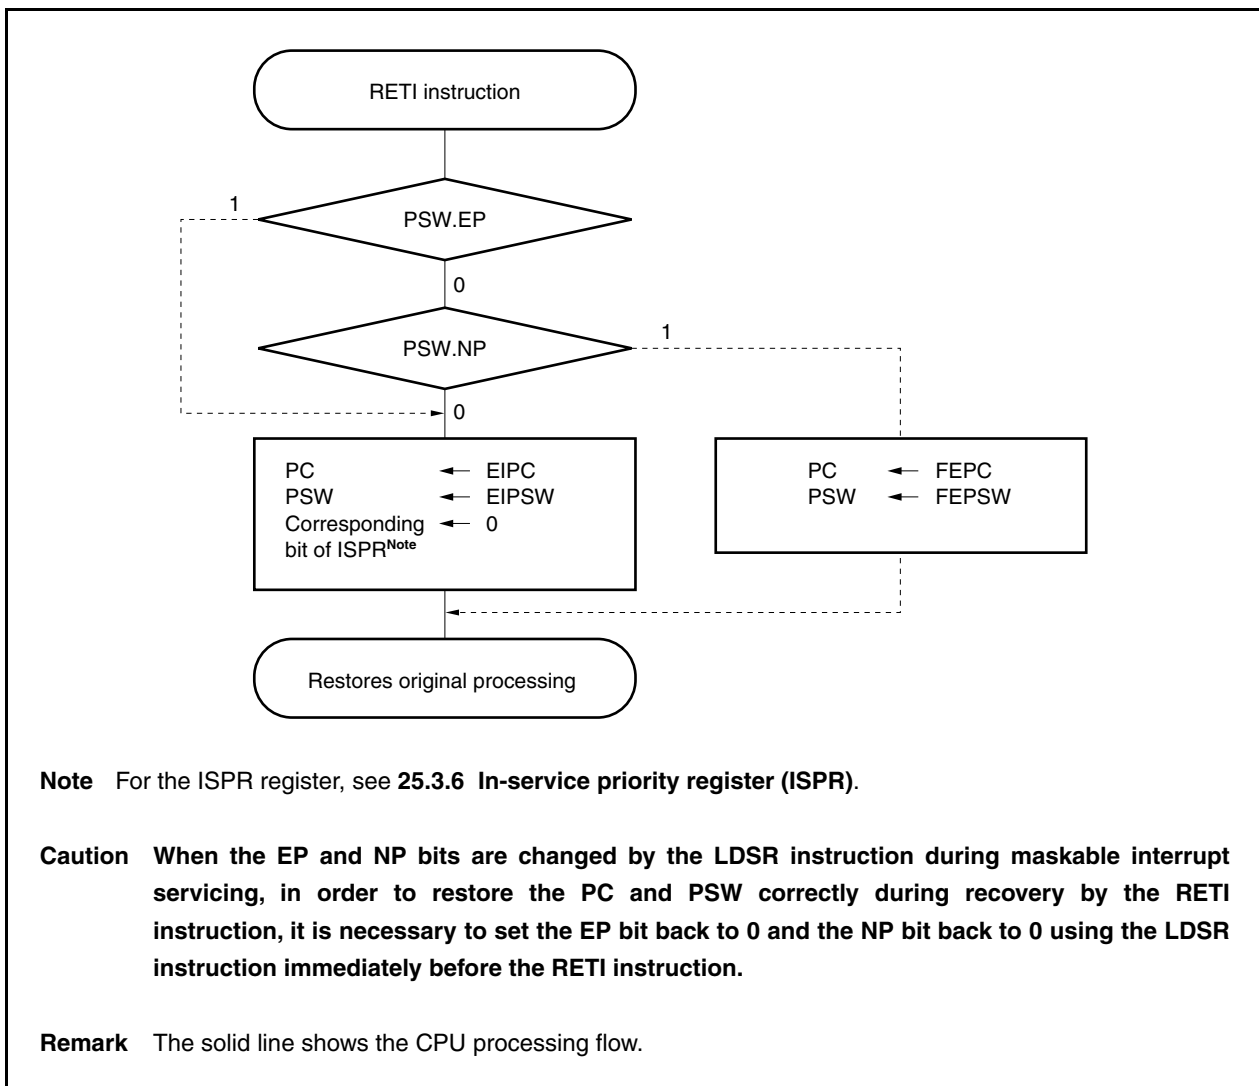 RETI instruction
1
PSW.EP
0
PSW.NP
1
0
PC ← EIPC
PSW ← EIPSW
Corresponding ← 0
bit of ISPRNote
PC ← FEPC
PSW ← FEPSW
Restores original processing
Note For the ISPR register, see 25.3.6 In-service priority register (ISPR).
Caution When the EP and NP bits are changed by the LDSR instruction during maskable interrupt
servicing, in order to restore the PC and PSW correctly during recovery by the RETI
instruction, it is necessary to set the EP bit back to 0 and the NP bit back to 0 using the LDSR
instruction immediately before the RETI instruction.
Remark The solid line shows the CPU processing flow.